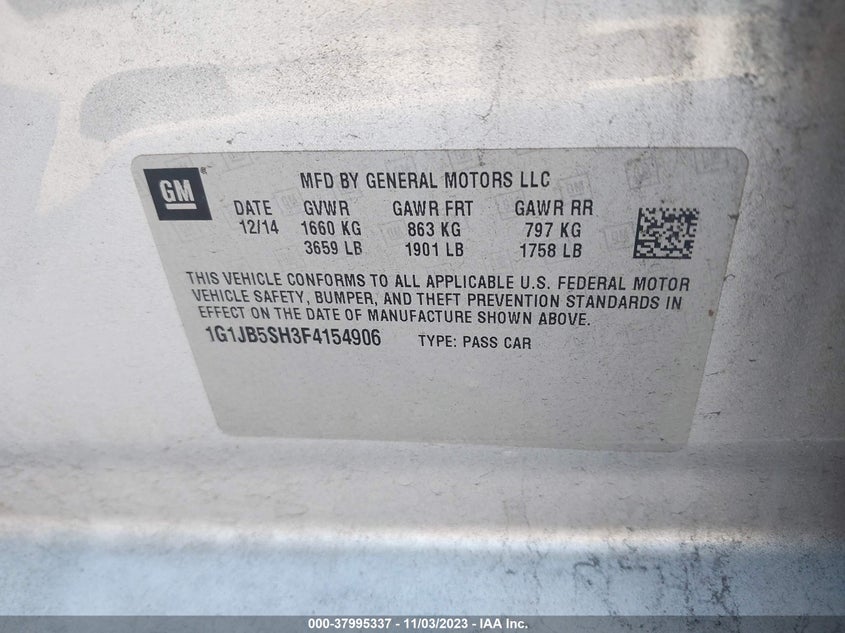 GM
MFD BY GENERAL MOTORS LLC
DATE GVWR GAWR FRT GAWR RR
12/14 1660 KG 863 KG 797 KG
3659 LB 1901 LB 1758 LB
THIS VEHICLE CONFORMS TO ALL APPLICABLE U.S. FEDERAL MOTOR
VEHICLE SAFETY, BUMPER, AND THEFT PREVENTION STANDARDS IN
EFFECT ON THE DATE OF MANUFACTURE SHOWN ABOVE.
1G1JB5SH3F4154906 TYPE: PASS CAR
000-37995337 - 11/03/2023 - IAA Inc.